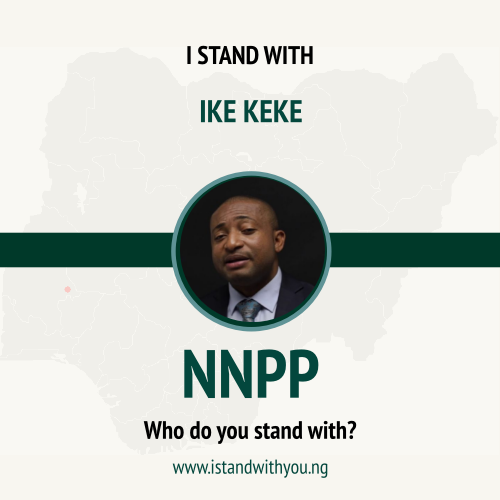 I STAND WITH
IKE KEKE
NNPP
Who do you stand with?
www.istandwithyou.ng